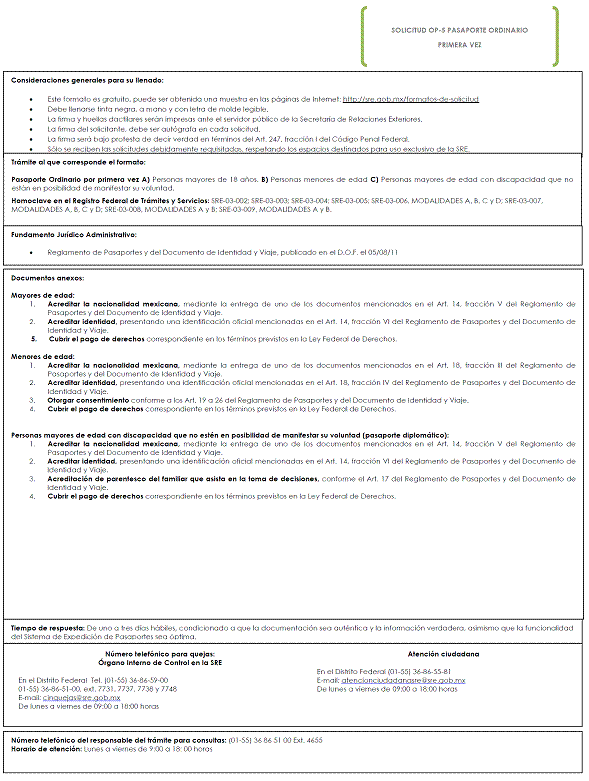 SOLICITUD OP-5 PASAPORTE ORDINARIO
PRIMERA VEZ
Consideraciones generales para su llenado:
• Este formato es gratuito, puede ser obtenida una muestra en las páginas de Internet: http://sre.gob.mx/formatos-de-solicitud
• Debe llenarse tinta negra, a mano y con letra de molde legible.
• La firma y huellas dactilares serán impresas ante el servidor público de la Secretaría de Relaciones Exteriores.
• La firma del solicitante, debe ser autógrafa en cada solicitud.
• La firma será bajo protesta de decir verdad en términos del Art. 247, fracción I del Código Penal Federal.
• Sólo se reciben las solicitudes debidamente requisitadas, respetando los espacios destinados para uso exclusivo de la SRE.
Trámite al que corresponde el formato:
Pasaporte Ordinario por primera vez A) Personas mayores de 18 años. B) Personas menores de edad C) Personas mayores de edad con discapacidad que no
están en posibilidad de manifestar su voluntad.
Homoclave en el Registro Federal de Trámites y Servicios: SRE-03-002; SRE-03-003; SRE-03-004; SRE-03-005; SRE-03-006, MODALIDADES A, B, C y D; SRE-03-007,
MODALIDADES A, B, C y D; SRE-03-008, MODALIDADES A y B; SRE-03-009, MODALIDADES A y B.
Fundamento Jurídico Administrativo:
• Reglamento de Pasaportes y del Documento de Identidad y Viaje, publicado en el D.O.F. el 05/08/11
Documentos anexos:
Mayores de edad:
1. Acreditar la nacionalidad mexicana, mediante la entrega de uno de los documentos mencionados en el Art. 14, fracción V del Reglamento de
Pasaportes y del Documento de Identidad y Viaje.
2. Acreditar identidad, presentando una identificación oficial mencionadas en el Art. 14, fracción VI del Reglamento de Pasaportes y del Documento de
Identidad y Viaje.
5. Cubrir el pago de derechos correspondiente en los términos previstos en la Ley Federal de Derechos.
Menores de edad:
1. Acreditar la nacionalidad mexicana, mediante la entrega de uno de los documentos mencionados en el Art. 18, fracción III del Reglamento de
Pasaportes y del Documento de Identidad y Viaje.
2. Acreditar identidad, presentando una identificación oficial mencionadas en el Art. 18, fracción IV del Reglamento de Pasaportes y del Documento de
Identidad y Viaje.
3. Otorgar consentimiento conforme a los Art. 19 a 26 del Reglamento de Pasaportes y del Documento de Identidad y Viaje.
4. Cubrir el pago de derechos correspondiente en los términos previstos en la Ley Federal de Derechos.
Personas mayores de edad con discapacidad que no estén en posibilidad de manifestar su voluntad (pasaporte diplomático):
1. Acreditar la nacionalidad mexicana, mediante la entrega de uno de los documentos mencionados en el Art. 14, fracción V del Reglamento de
Pasaportes y del Documento de Identidad y Viaje.
2. Acreditar identidad, presentando una identificación oficial mencionadas en el Art. 14, fracción VI del Reglamento de Pasaportes y del Documento de
Identidad y Viaje.
3. Acreditación de parentesco del familiar que asista en la toma de decisiones, conforme el Art. 17 del Reglamento de Pasaportes y del Documento de
Identidad y Viaje.
4. Cubrir el pago de derechos correspondiente en los términos previstos en la Ley Federal de Derechos.
Tiempo de respuesta: De uno a tres días hábiles, condicionado a que la documentación sea auténtica y la información verdadera, asimismo que la funcionalidad
del Sistema de Expedición de Pasaportes sea óptima.
Número telefónico para quejas:
Órgano Interno de Control en la SRE
En el Distrito Federal Tel. (01-55) 36-86-59-00
01-55) 36-86-51-00, ext. 7731, 7737, 7738 y 7748
E-mail: cinquejas@sre.gob.mx
De lunes a viernes de 09:00 a 18:00 horas
Atención ciudadana
En el Distrito Federal (01-55) 36-86-55-81
E-mail: atencionciudadanasre@sre.gob.mx
De lunes a viernes de 09:00 a 18:00 horas
Número telefónico del responsable del trámite para consultas: (01-55) 36 86 51 00 Ext. 4655
Horario de atención: Lunes a viernes de 9:00 a 18: 00 horas